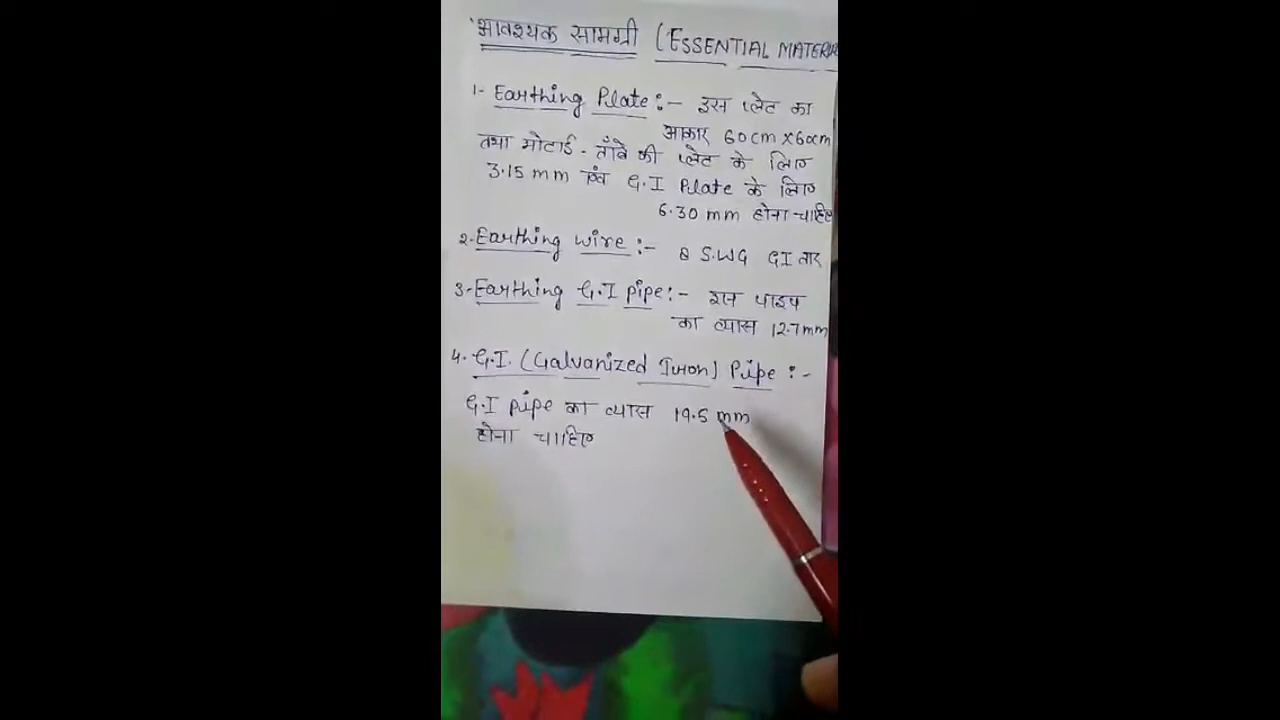 आवश्यक सामग्री (ESSENTIAL MATERIA
1- Earthing Plate:- इस प्लेट का
आकार 60cm x 60cm
तथा मोटाई - ताँबे की प्लेट के लिए
3.15 mm एवं G.I Plate के लिए
6.30 mm होना चाहिए
2. Earthing wire:- 8 S.WG GI तार
3- Earthing G.I pipe:- इस पाइप
का व्यास 12.7mm
4. G.I. (Galvanized Iron) Pipe:-
G.I pipe का व्यास 19.5 mm
होना चाहिए